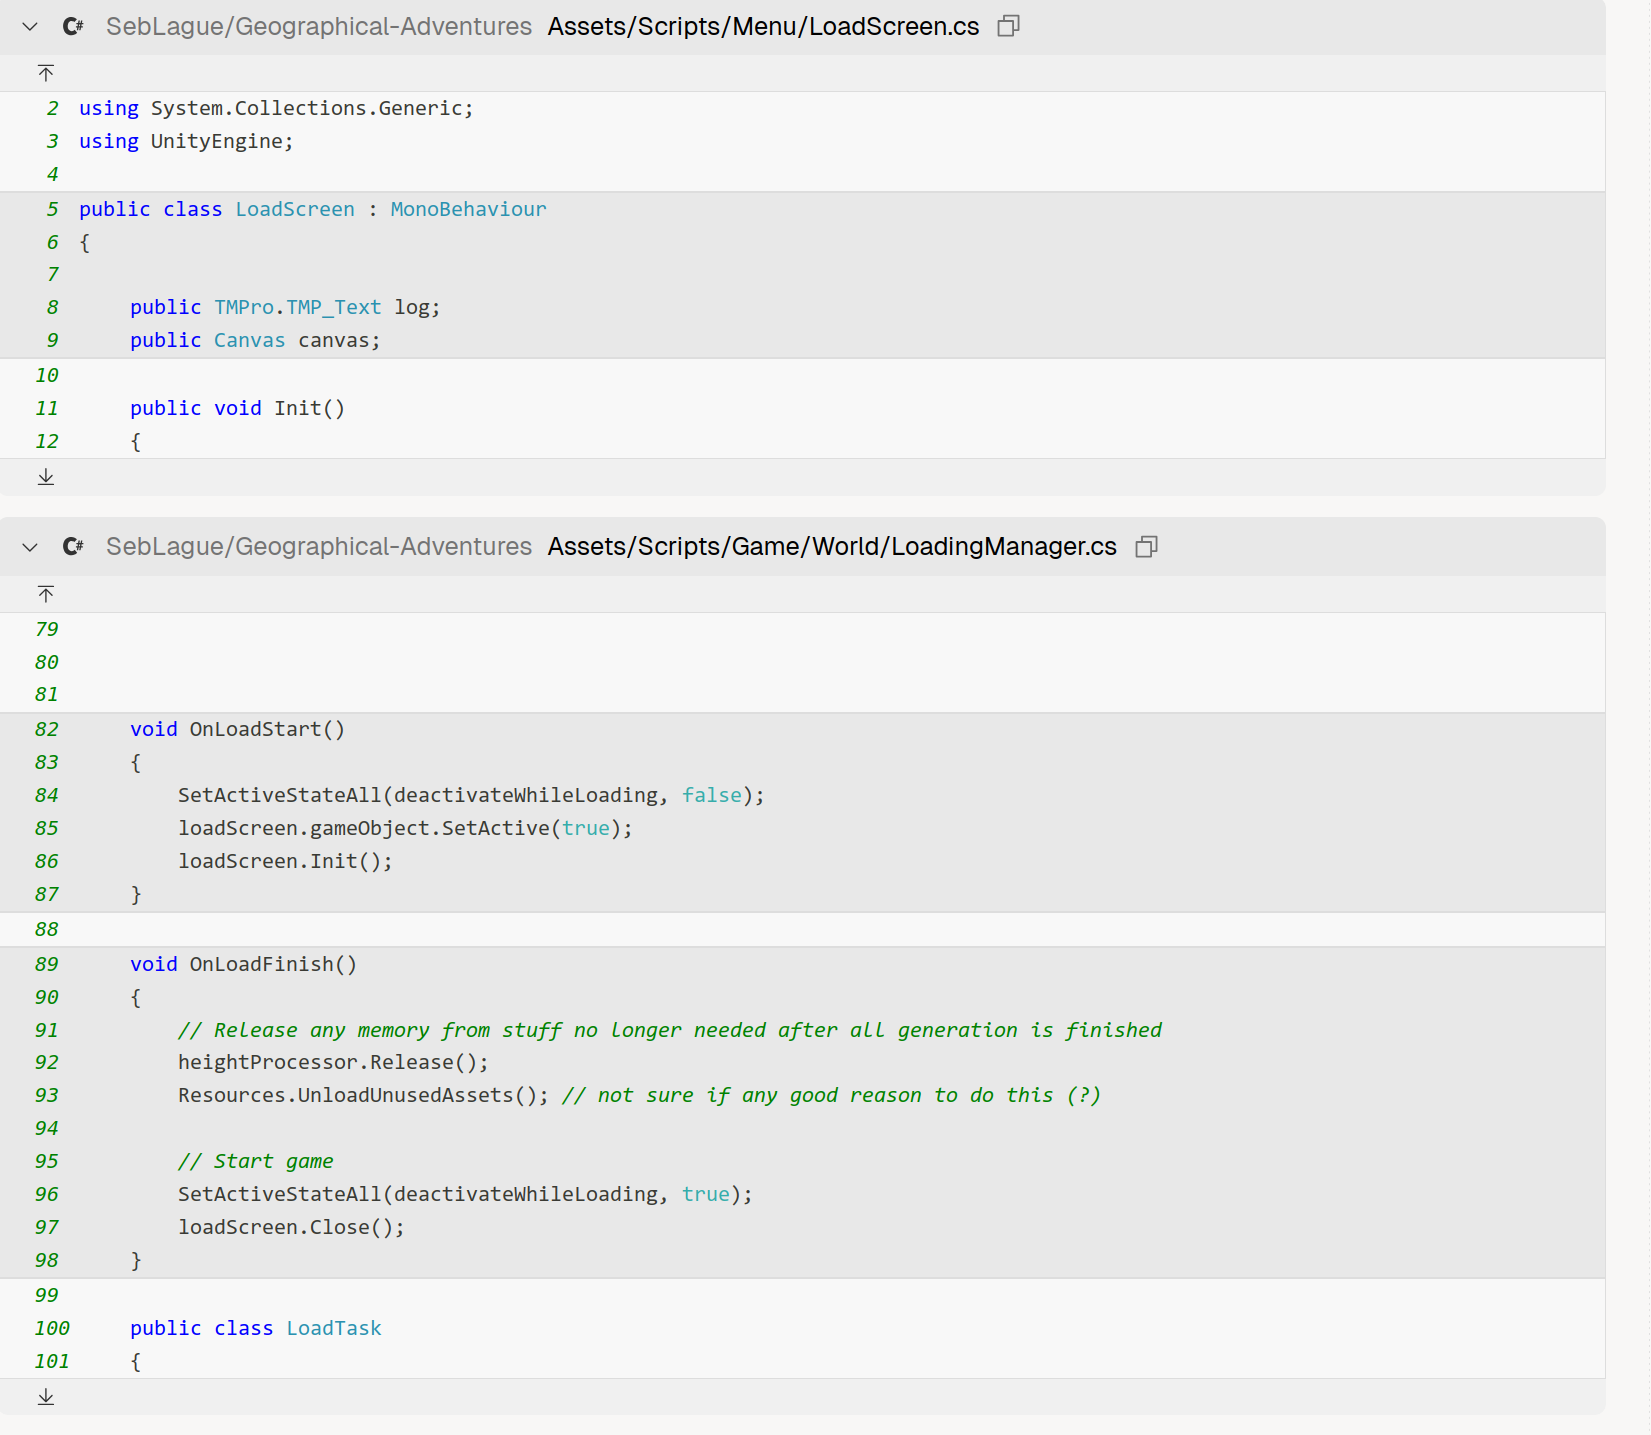 C# SebLague/Geographical-Adventures Assets/Scripts/Menu/LoadScreen.cs
2 using System.Collections.Generic;
3 using UnityEngine;
4
5 public class LoadScreen : MonoBehaviour
6 {
7
8 public TMPro.TMP_Text log;
9 public Canvas canvas;
10
11 public void Init()
12 {
C# SebLague/Geographical-Adventures Assets/Scripts/Game/World/LoadingManager.cs
79
80
81
82 void OnLoadStart()
83 {
84 SetActiveStateAll(deactivateWhileLoading, false);
85 loadScreen.gameObject.SetActive(true);
86 loadScreen.Init();
87 }
88
89 void OnLoadFinish()
90 {
91 // Release any memory from stuff no longer needed after all generation is finished
92 heightProcessor.Release();
93 Resources.UnloadUnusedAssets(); // not sure if any good reason to do this (?)
94
95 // Start game
96 SetActiveStateAll(deactivateWhileLoading, true);
97 loadScreen.Close();
98 }
99
100 public class LoadTask
101 {